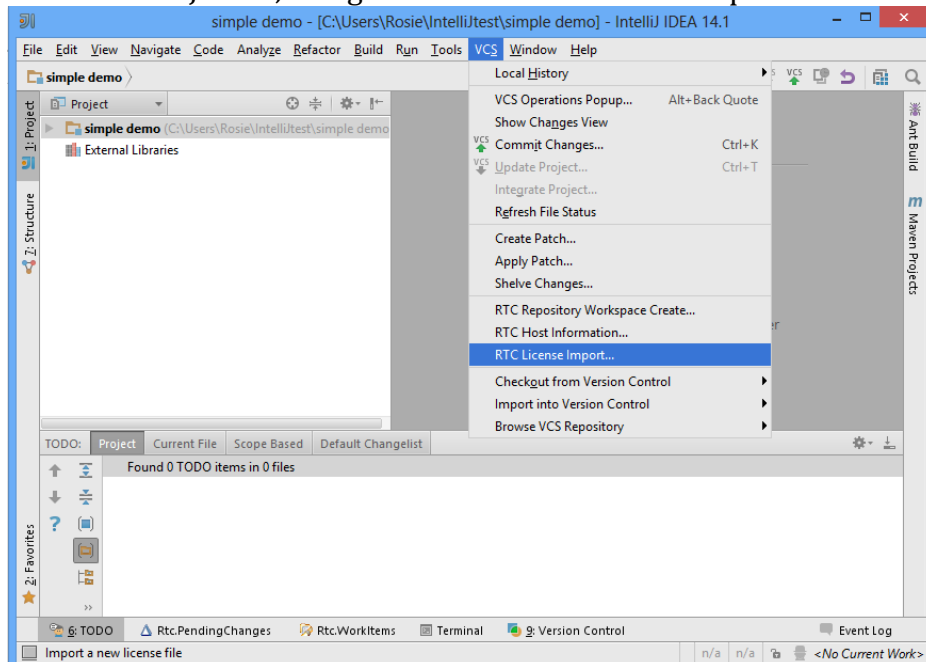 simple demo - [C:\Users\Rosie\IntelliJtest\simple demo] - IntelliJ IDEA 14.1
File Edit View Navigate Code Analyze Refactor Build Run Tools VCS Window Help
simple demo
Project
simple demo (C:\Users\Rosie\IntelliJtest\simple demo
External Libraries
1: Project
7: Structure
2: Favorites
Local History
VCS Operations Popup... Alt+Back Quote
Show Changes View
VCS Commit Changes... Ctrl+K
VCS Update Project... Ctrl+T
Integrate Project...
Refresh File Status
Create Patch...
Apply Patch...
Shelve Changes...
RTC Repository Workspace Create...
RTC Host Information...
RTC License Import...
Checkout from Version Control
Import into Version Control
Browse VCS Repository
VCS
Ant Build
m Maven Projects
TODO: Project Current File Scope Based Default Changelist
Found 0 TODO items in 0 files
6: TODO Rtc.PendingChanges Rtc.WorkItems Terminal 9: Version Control Event Log
Import a new license file n/a n/a <No Current Work>